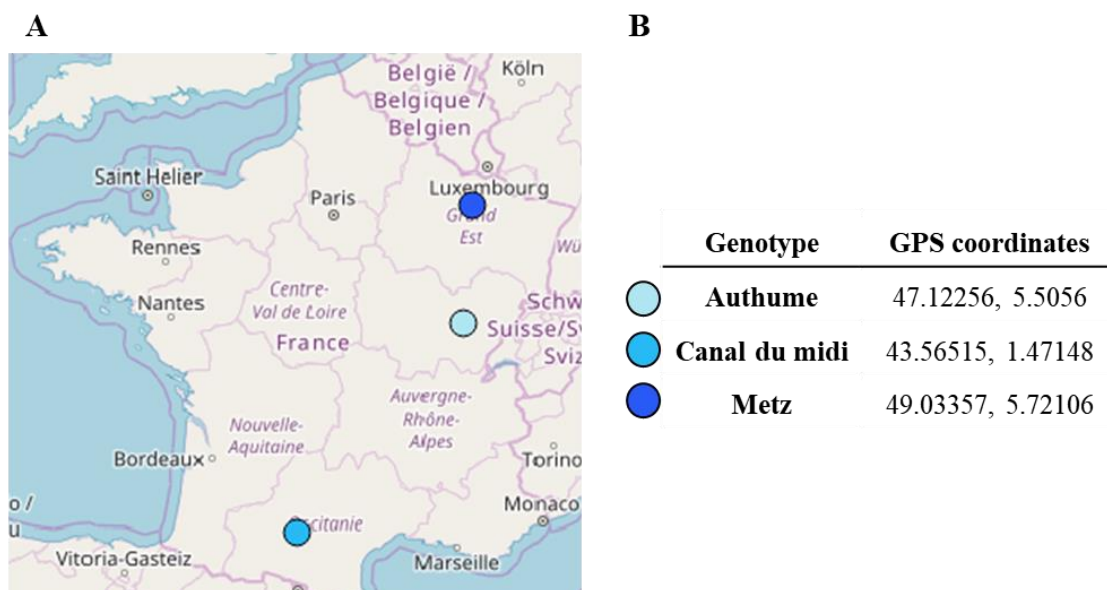 A
België /
Belgique /
Belgien
Köln
Saint Helier
Paris
Luxembourg
Grand
Est
Wü
Rennes
Nantes
Centre-
Val de Loire
France
Schw
Suisse/Sv
Sviz
Auvergne-
Rhône-
Alpes
Nouvelle-
Aquitaine
Bordeaux
Torino
Monaco
o /
u
Occitanie
Vitoria-Gasteiz
Marseille
B
Genotype GPS coordinates
Authume 47.12256, 5.5056
Canal du midi 43.56515, 1.47148
Metz 49.03357, 5.72106